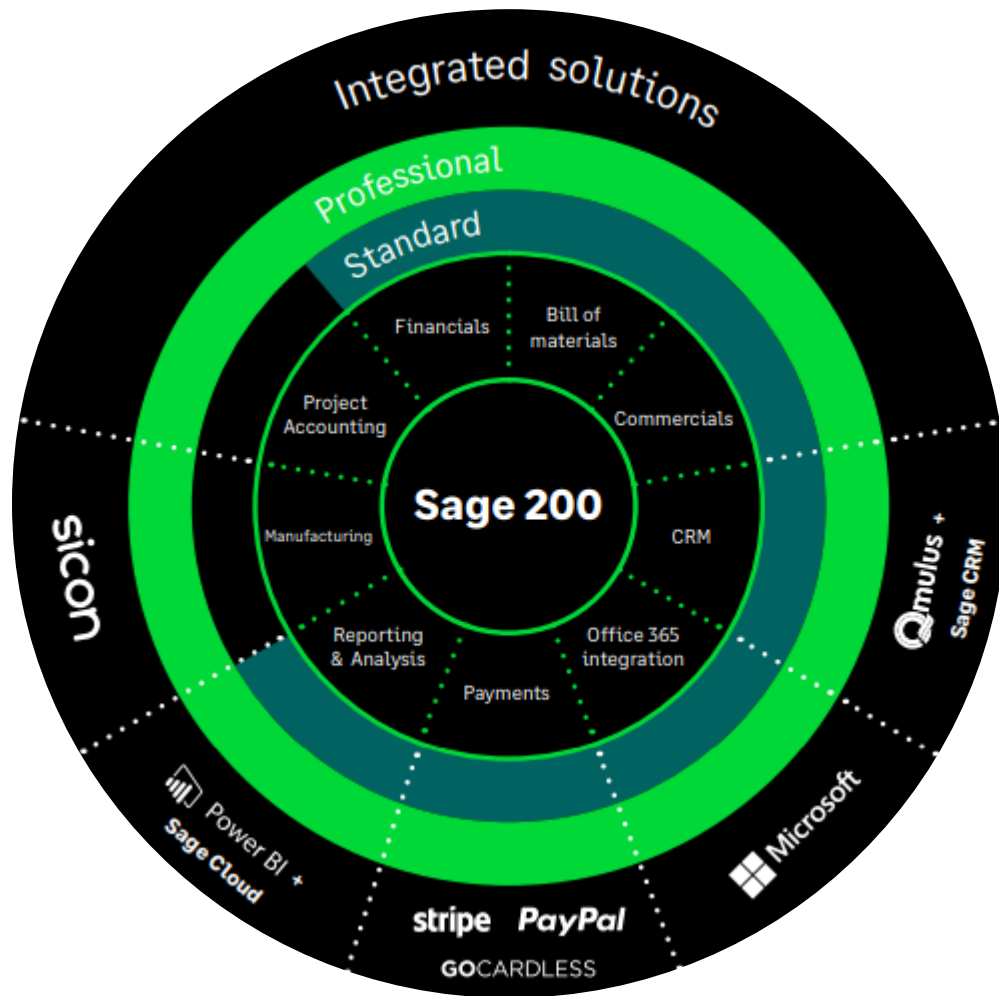 Integrated solutions
Professional
Standard
Financials
Bill of
materials
Project
Accounting
Commercials
Sage 200
Manufacturing
CRM
Reporting
& Analysis
Office 365
integration
Payments
sicon
Qmulus +
Sage CRM
Power BI +
Sage Cloud
Microsoft
stripe PayPal
GOCARDLESS